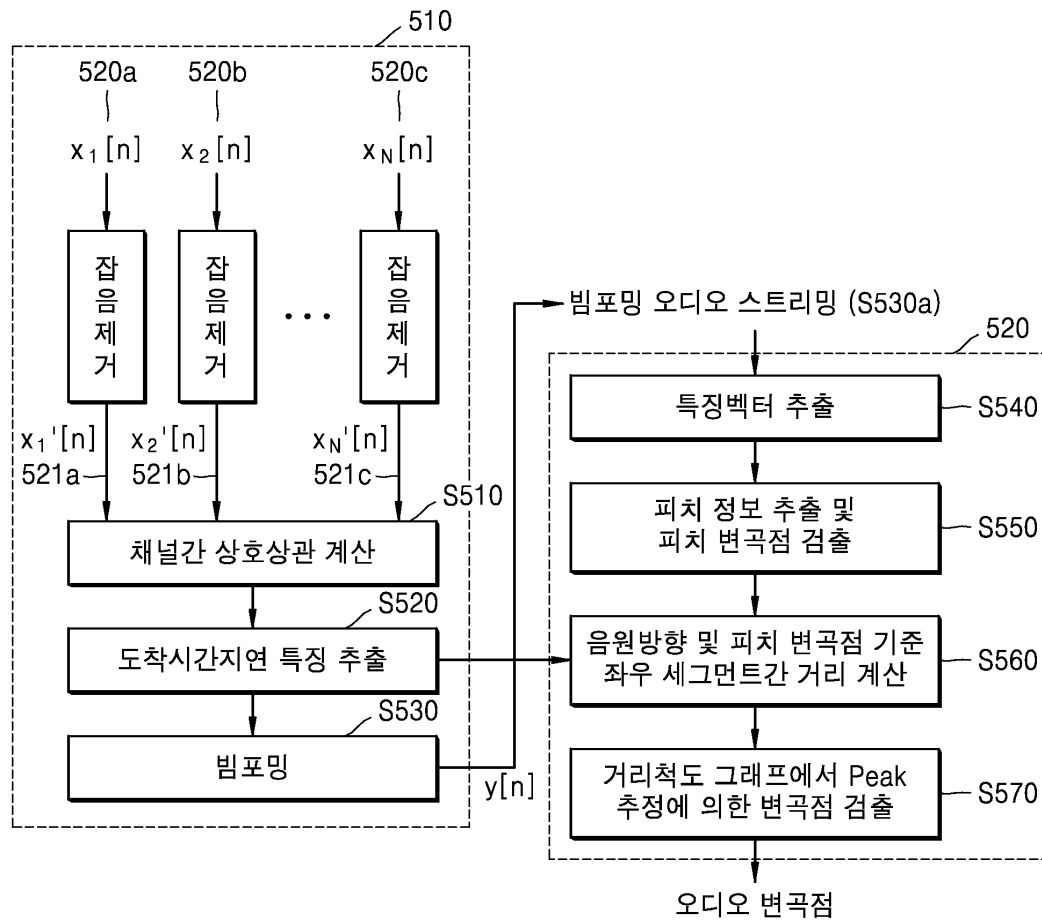 510
520a
520b
520c
x₁[n]
x₂[n]
x_N[n]
잡음제거
잡음제거
...
잡음제거
x₁'[n]
x₂'[n]
x_N'[n]
521a
521b
521c
S510
채널간 상호상관 계산
S520
도착시간지연 특징 추출
S530
빔포밍
y[n]
빔포밍 오디오 스트리밍 (S530a)
520
특징벡터 추출
S540
피치 정보 추출 및
피치 변곡점 검출
S550
음원방향 및 피치 변곡점 기준
좌우 세그먼트간 거리 계산
S560
거리척도 그래프에서 Peak
추정에 의한 변곡점 검출
S570
오디오 변곡점